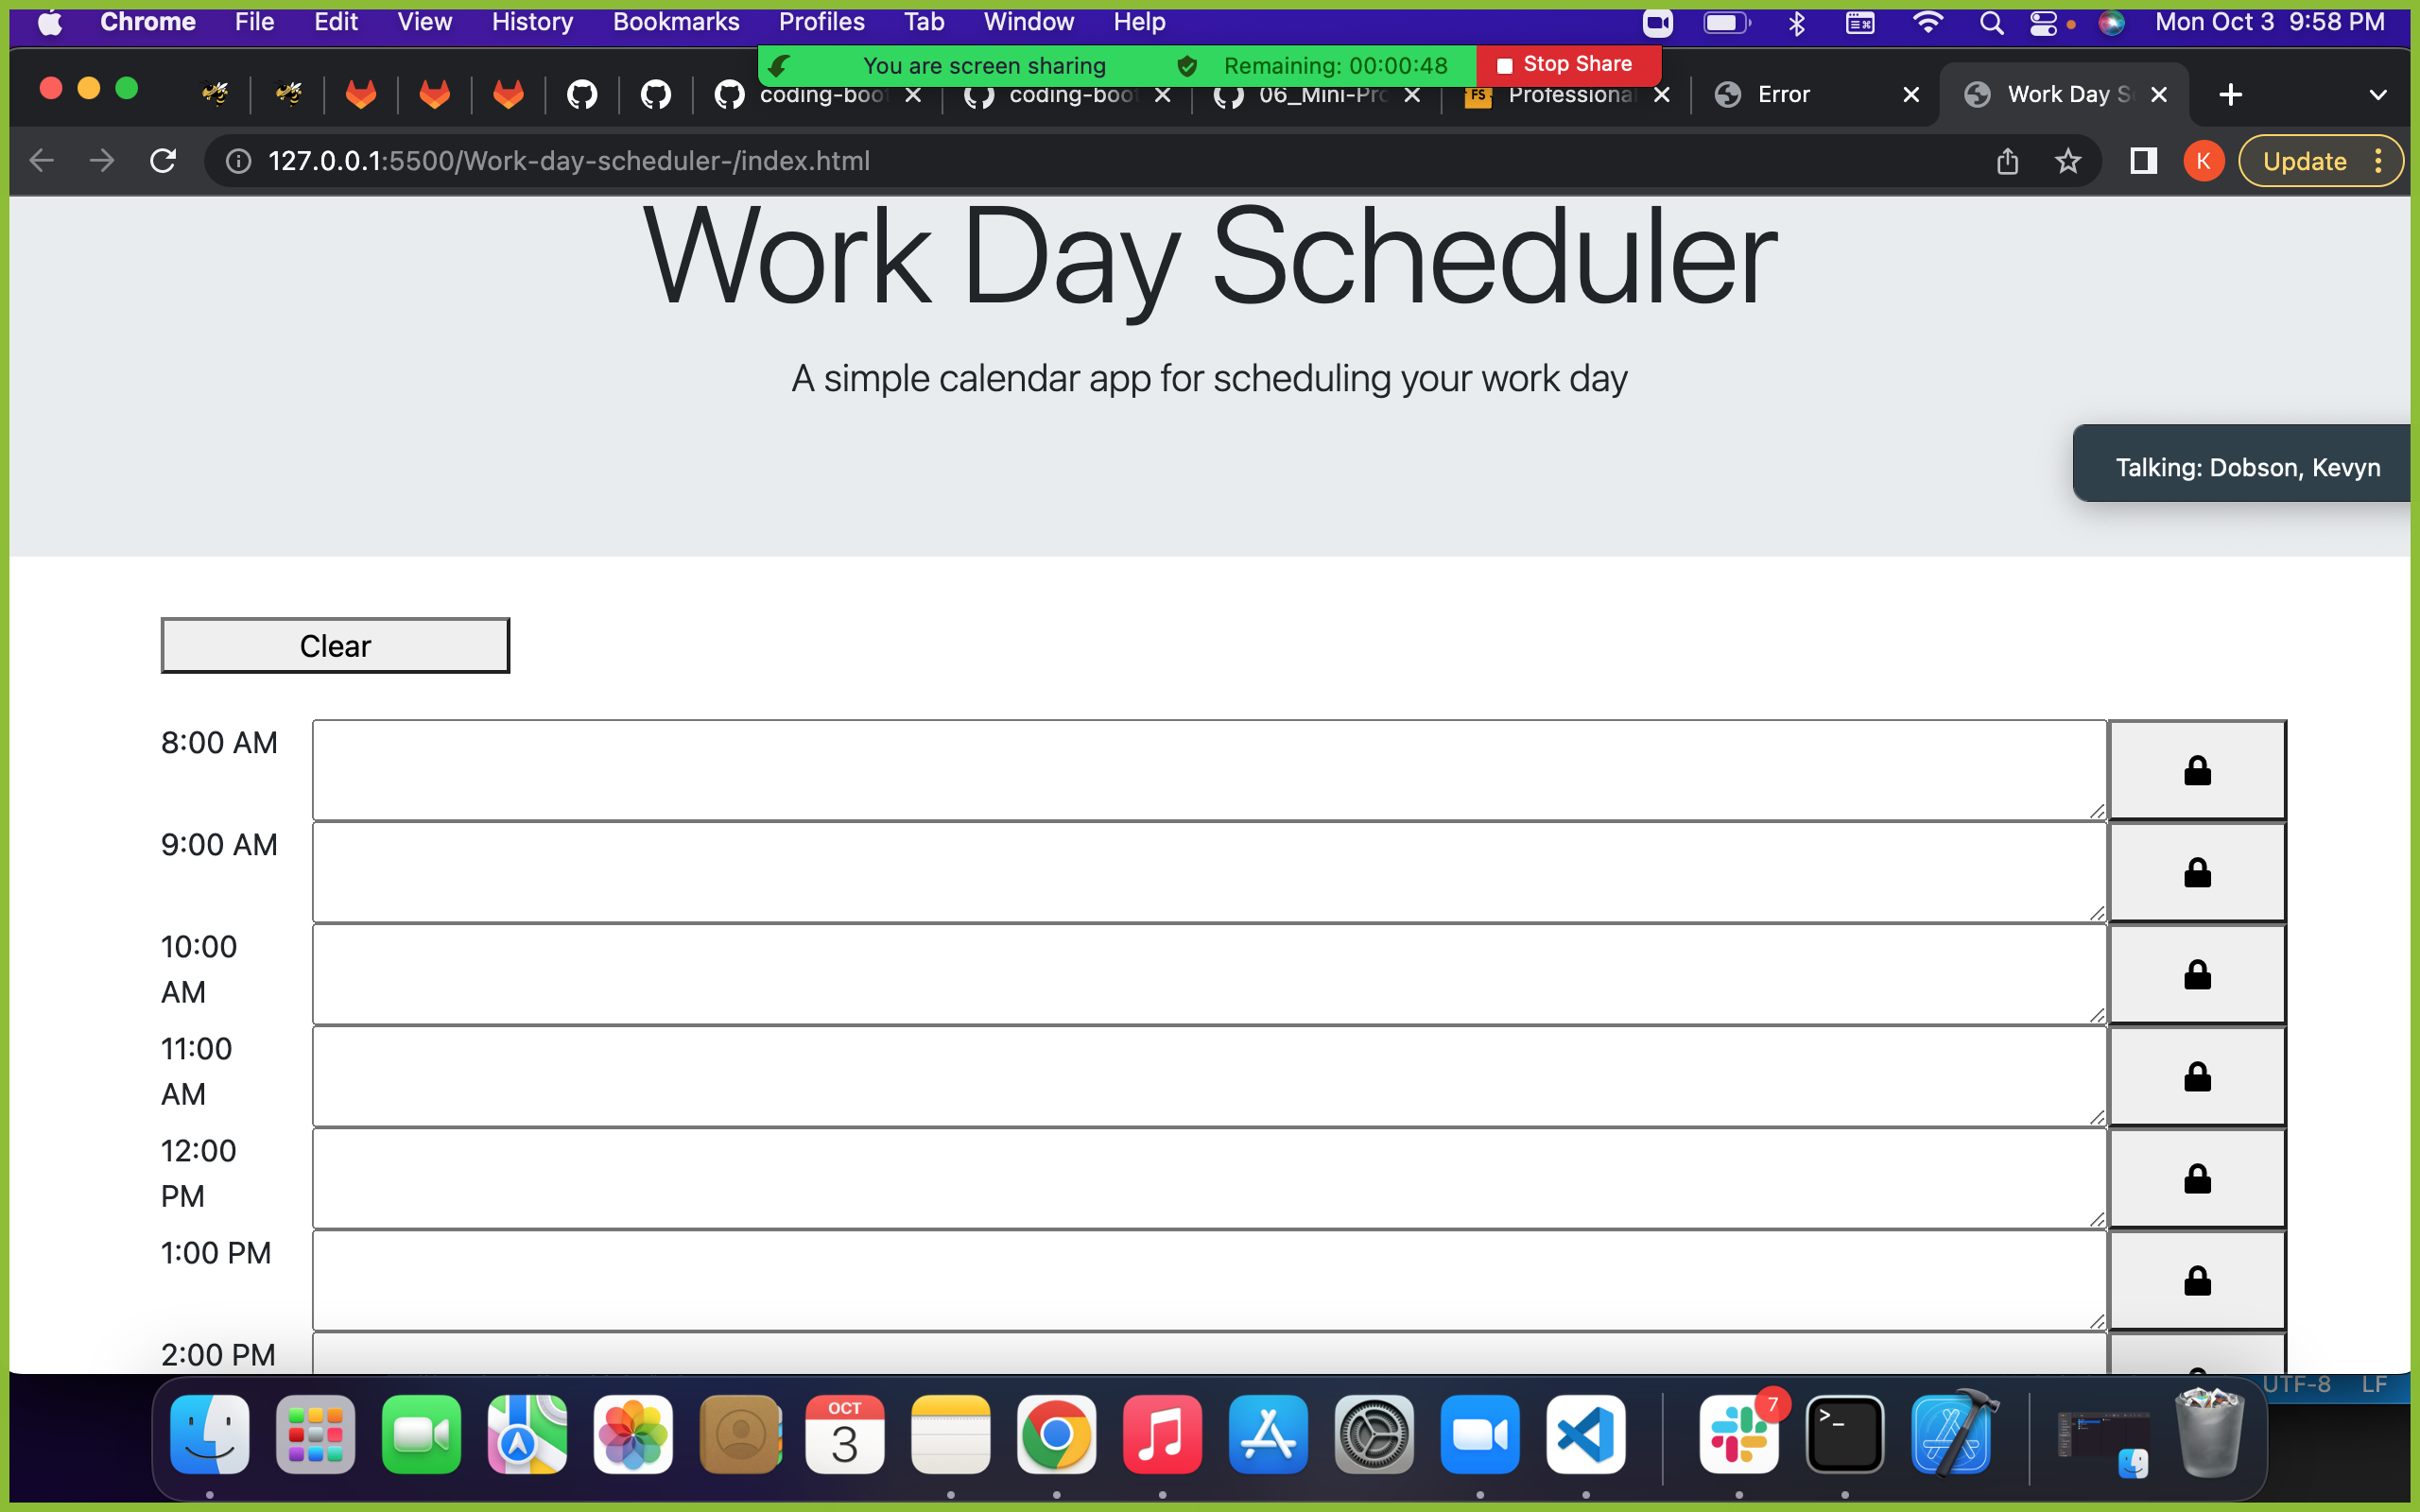 Chrome File Edit View History Bookmarks Profiles Tab Window Help Mon Oct 3 9:58 PM
You are screen sharing Remaining: 00:00:48 Stop Share
coding-boot coding-boot 06_Mini-Pro FS Professional Error Work Day S
127.0.0.1:5500/Work-day-scheduler-/index.html K Update
Work Day Scheduler
A simple calendar app for scheduling your work day
Talking: Dobson, Kevyn
Clear
8:00 AM
9:00 AM
10:00
AM
11:00
AM
12:00
PM
1:00 PM
2:00 PM
UTF-8 LF
OCT
3
7
>_